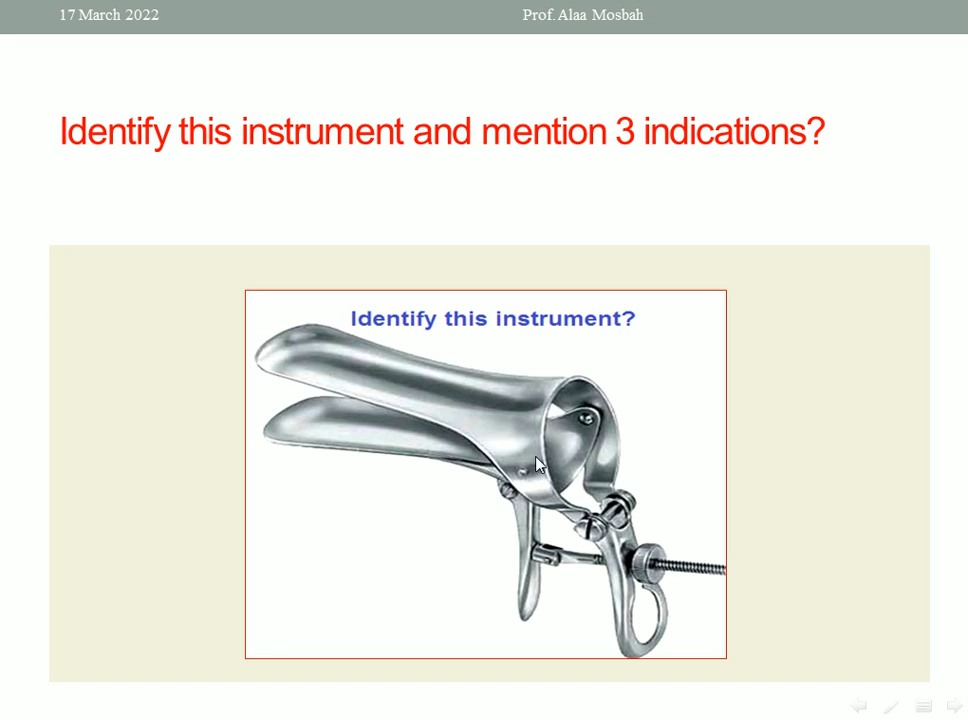 17 March 2022 Prof. Alaa Mosbah
Identify this instrument and mention 3 indications?
Identify this instrument?